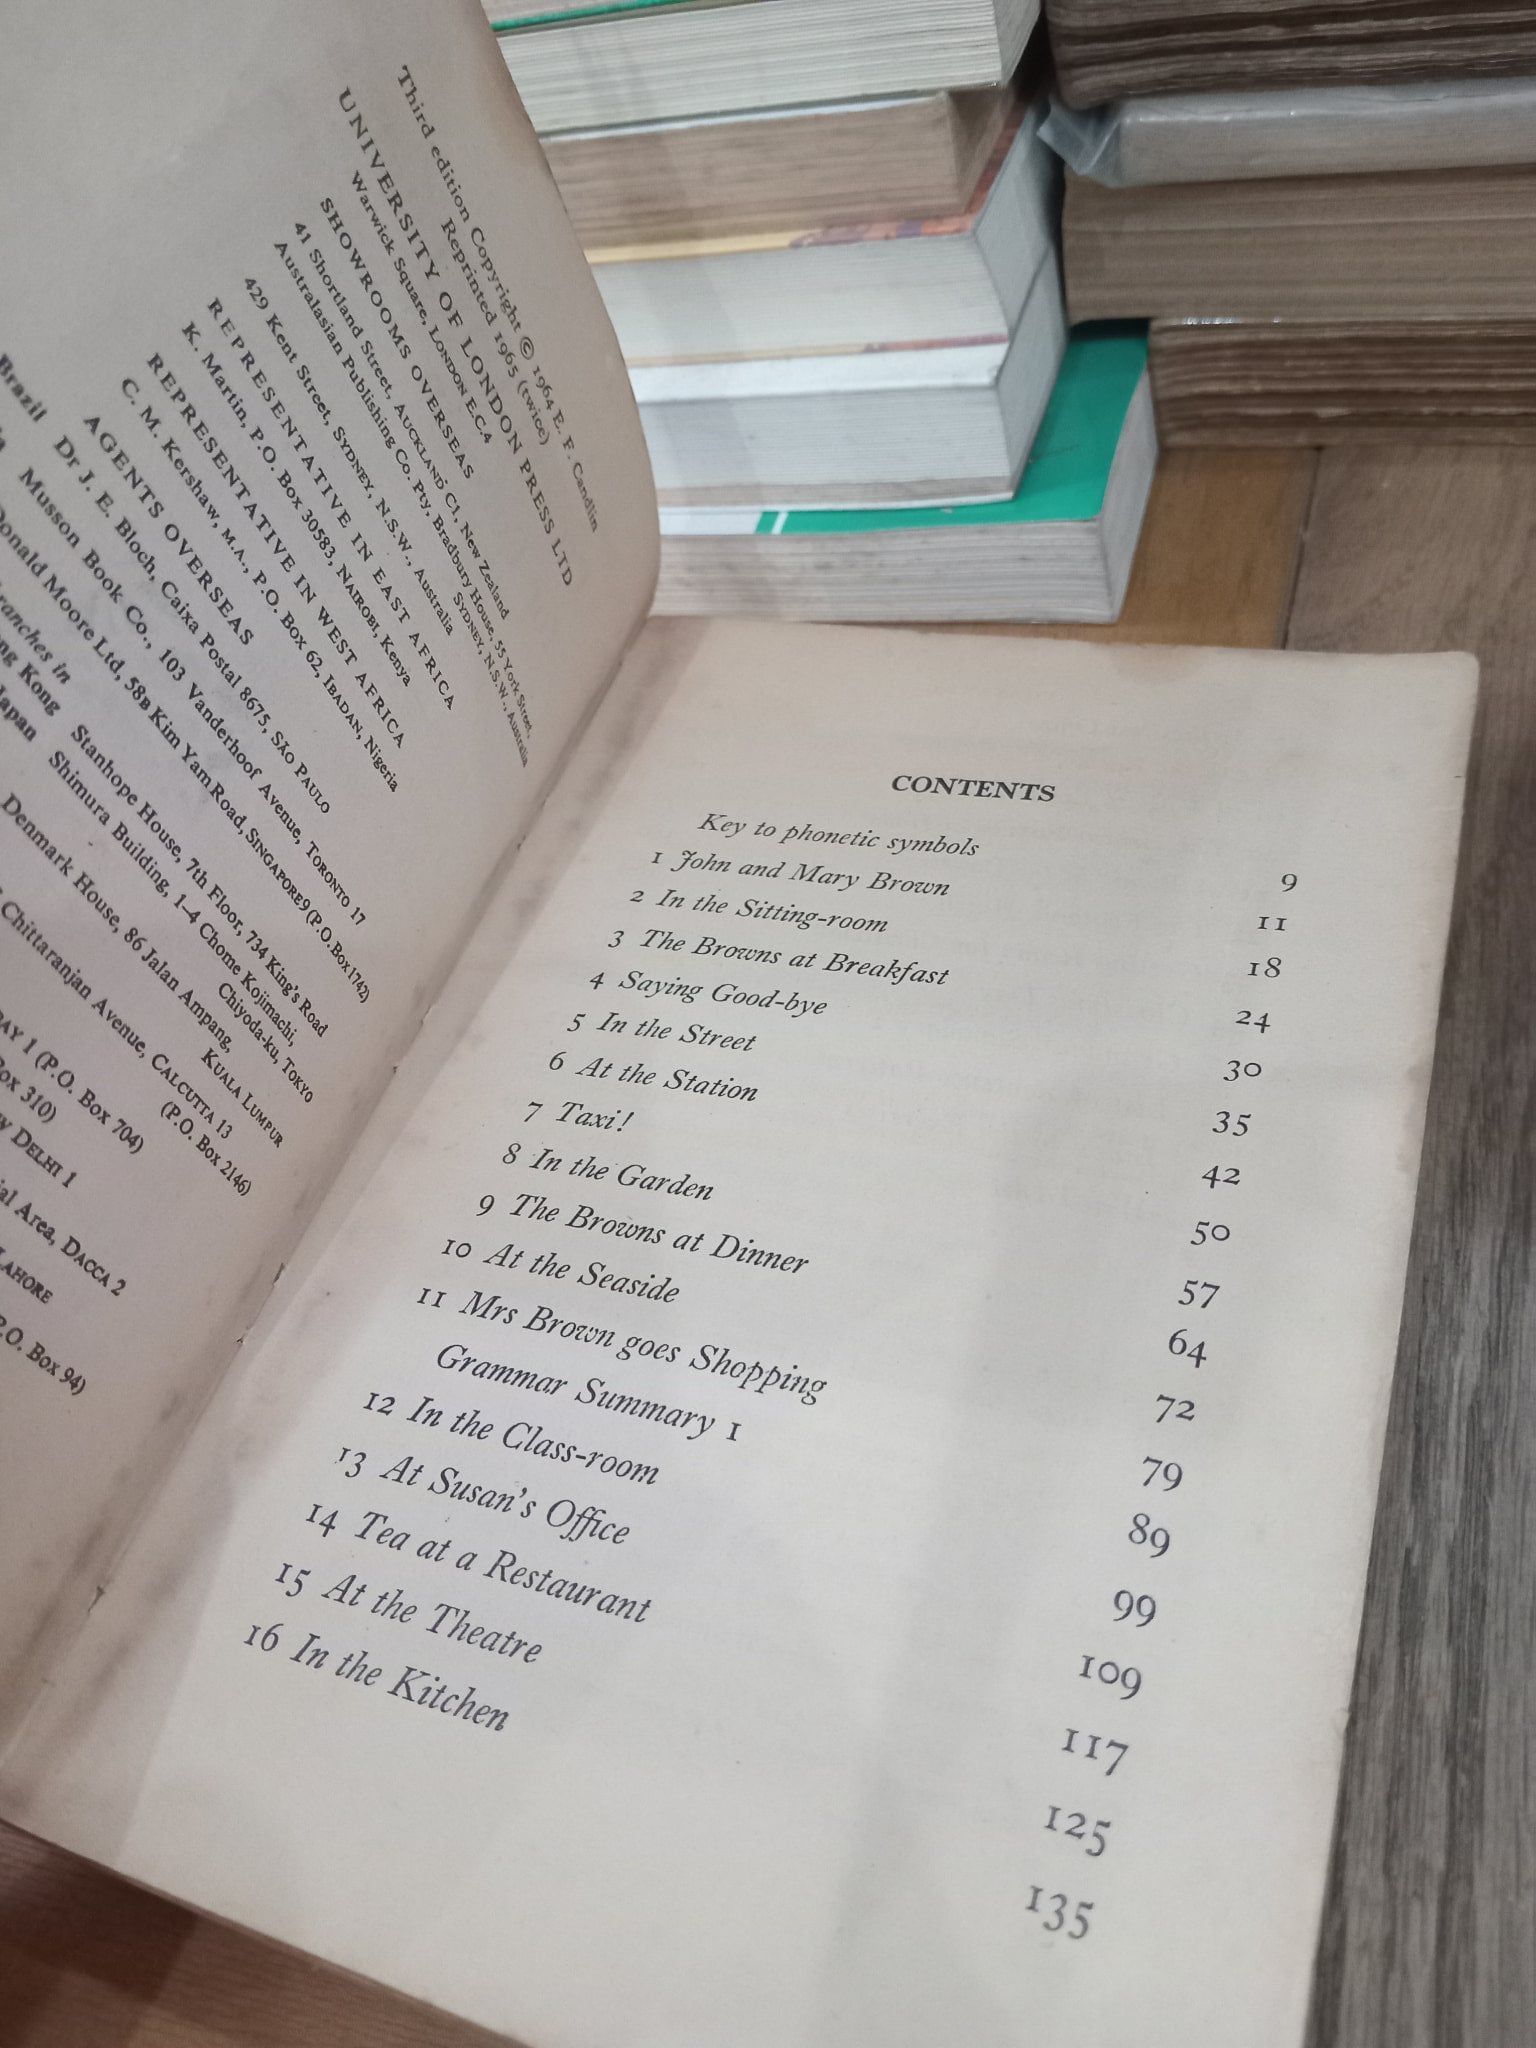 Third edition Copyright © 1964 E. F. Candlin
Reprinted 1965 (twice)
UNIVERSITY OF LONDON PRESS LTD
Warwick Square, LONDON E.C.4
SHOWROOMS OVERSEAS
41 Shortland Street, AUCKLAND C1, New Zealand
Australasian Publishing Co. Pty, Bradbury House, 55 York Street,
SYDNEY, N.S.W., Australia
429 Kent Street, SYDNEY, N.S.W., Australia
REPRESENTATIVE IN EAST AFRICA
K. Martin, P.O. Box 30583, NAIROBI, Kenya
REPRESENTATIVE IN WEST AFRICA
C. M. Kershaw, M.A., P.O. Box 62, IBADAN, Nigeria
AGENTS OVERSEAS
Brazil Dr J. E. Bloch, Caixa Postal 8675, SÃO PAULO
Musson Book Co., 103 Vanderhoof Avenue, TORONTO 17
Donald Moore Ltd, 58B Kim Yam Road, SINGAPORE 9 (P.O. Box 1742)
Kong Stanhope House, 7th Floor, 734 King's Road
Japan Shimura Building, 1-4 Chome Kojimachi,
Chiyoda-ku, TOKYO
Denmark House, 86 Jalan Ampang,
KUALA LUMPUR
(P.O. Box 2146)
Chittaranjan Avenue, CALCUTTA 13
1 (P.O. Box 704)
Box 310)
DELHI 1
Area, DACCA 2
LAHORE
P.O. Box 94)
CONTENTS
Key to phonetic symbols 9
1 John and Mary Brown 11
2 In the Sitting-room 18
3 The Browns at Breakfast 24
4 Saying Good-bye 30
5 In the Street 35
6 At the Station 42
7 Taxi! 50
8 In the Garden 57
9 The Browns at Dinner 64
10 At the Seaside 72
11 Mrs Brown goes Shopping 79
Grammar Summary 1 89
12 In the Class-room 99
13 At Susan's Office 109
14 Tea at a Restaurant 117
15 At the Theatre 125
16 In the Kitchen 135